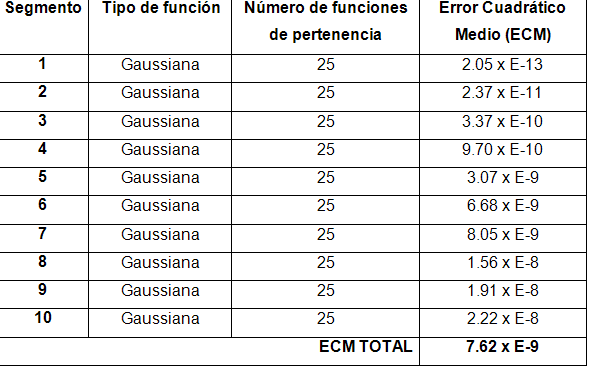 Segmento Tipo de función Número de funciones de pertenencia Error Cuadrático Medio (ECM)
1 Gaussiana 25 2.05 x E-13
2 Gaussiana 25 2.37 x E-11
3 Gaussiana 25 3.37 x E-10
4 Gaussiana 25 9.70 x E-10
5 Gaussiana 25 3.07 x E-9
6 Gaussiana 25 6.68 x E-9
7 Gaussiana 25 8.05 x E-9
8 Gaussiana 25 1.56 x E-8
9 Gaussiana 25 1.91 x E-8
10 Gaussiana 25 2.22 x E-8
ECM TOTAL 7.62 x E-9